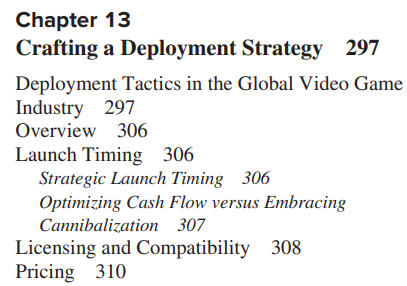 Chapter 13
Crafting a Deployment Strategy 297
Deployment Tactics in the Global Video Game
Industry 297
Overview 306
Launch Timing 306
Strategic Launch Timing 306
Optimizing Cash Flow versus Embracing
Cannibalization 307
Licensing and Compatibility 308
Pricing 310